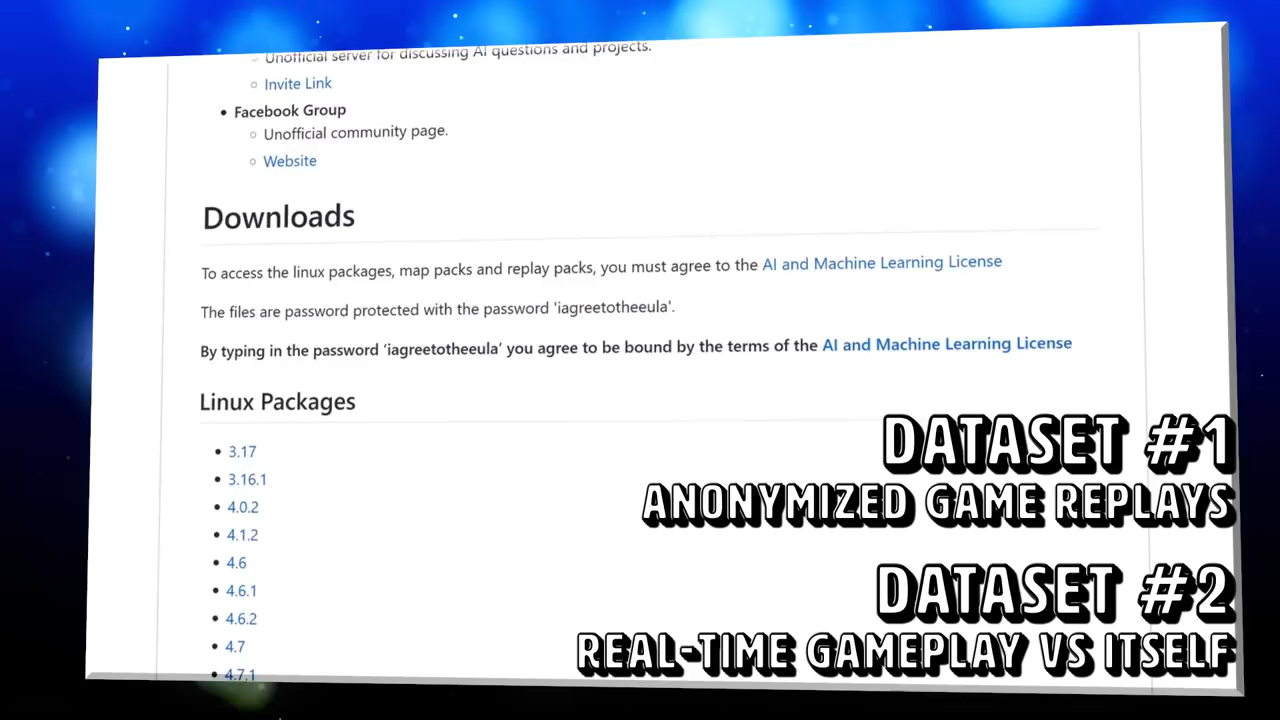 Unofficial server for discussing AI questions and projects.
Invite Link
Facebook Group
Unofficial community page.
Website
Downloads
To access the linux packages, map packs and replay packs, you must agree to the AI and Machine Learning License
The files are password protected with the password 'iagreetotheeula'.
By typing in the password ‘iagreetotheeula’ you agree to be bound by the terms of the AI and Machine Learning License
Linux Packages
3.17
3.16.1
4.0.2
4.1.2
4.6
4.6.1
4.6.2
4.7
4.7.1
DATASET #1
ANONYMIZED GAME REPLAYS
DATASET #2
REAL-TIME GAMEPLAY VS ITSELF